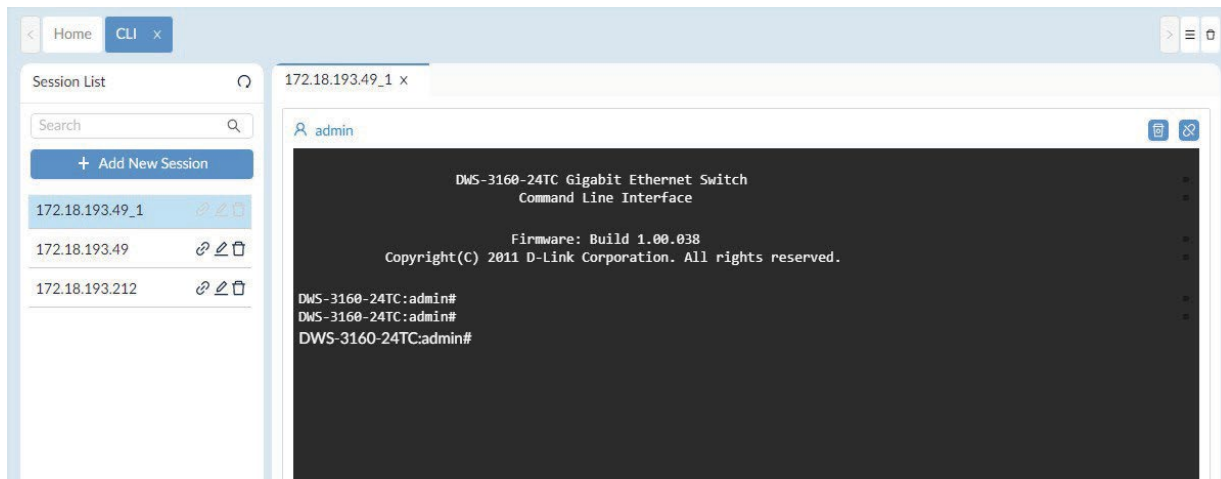 Home CLI x
Session List
172.18.193.49_1 x
Search
admin
+ Add New Session
172.18.193.49_1
172.18.193.49
172.18.193.212
DWS-3160-24TC Gigabit Ethernet Switch
Command Line Interface
Firmware: Build 1.00.038
Copyright(C) 2011 D-Link Corporation. All rights reserved.
DWS-3160-24TC:admin#
DWS-3160-24TC:admin#
DWS-3160-24TC:admin#